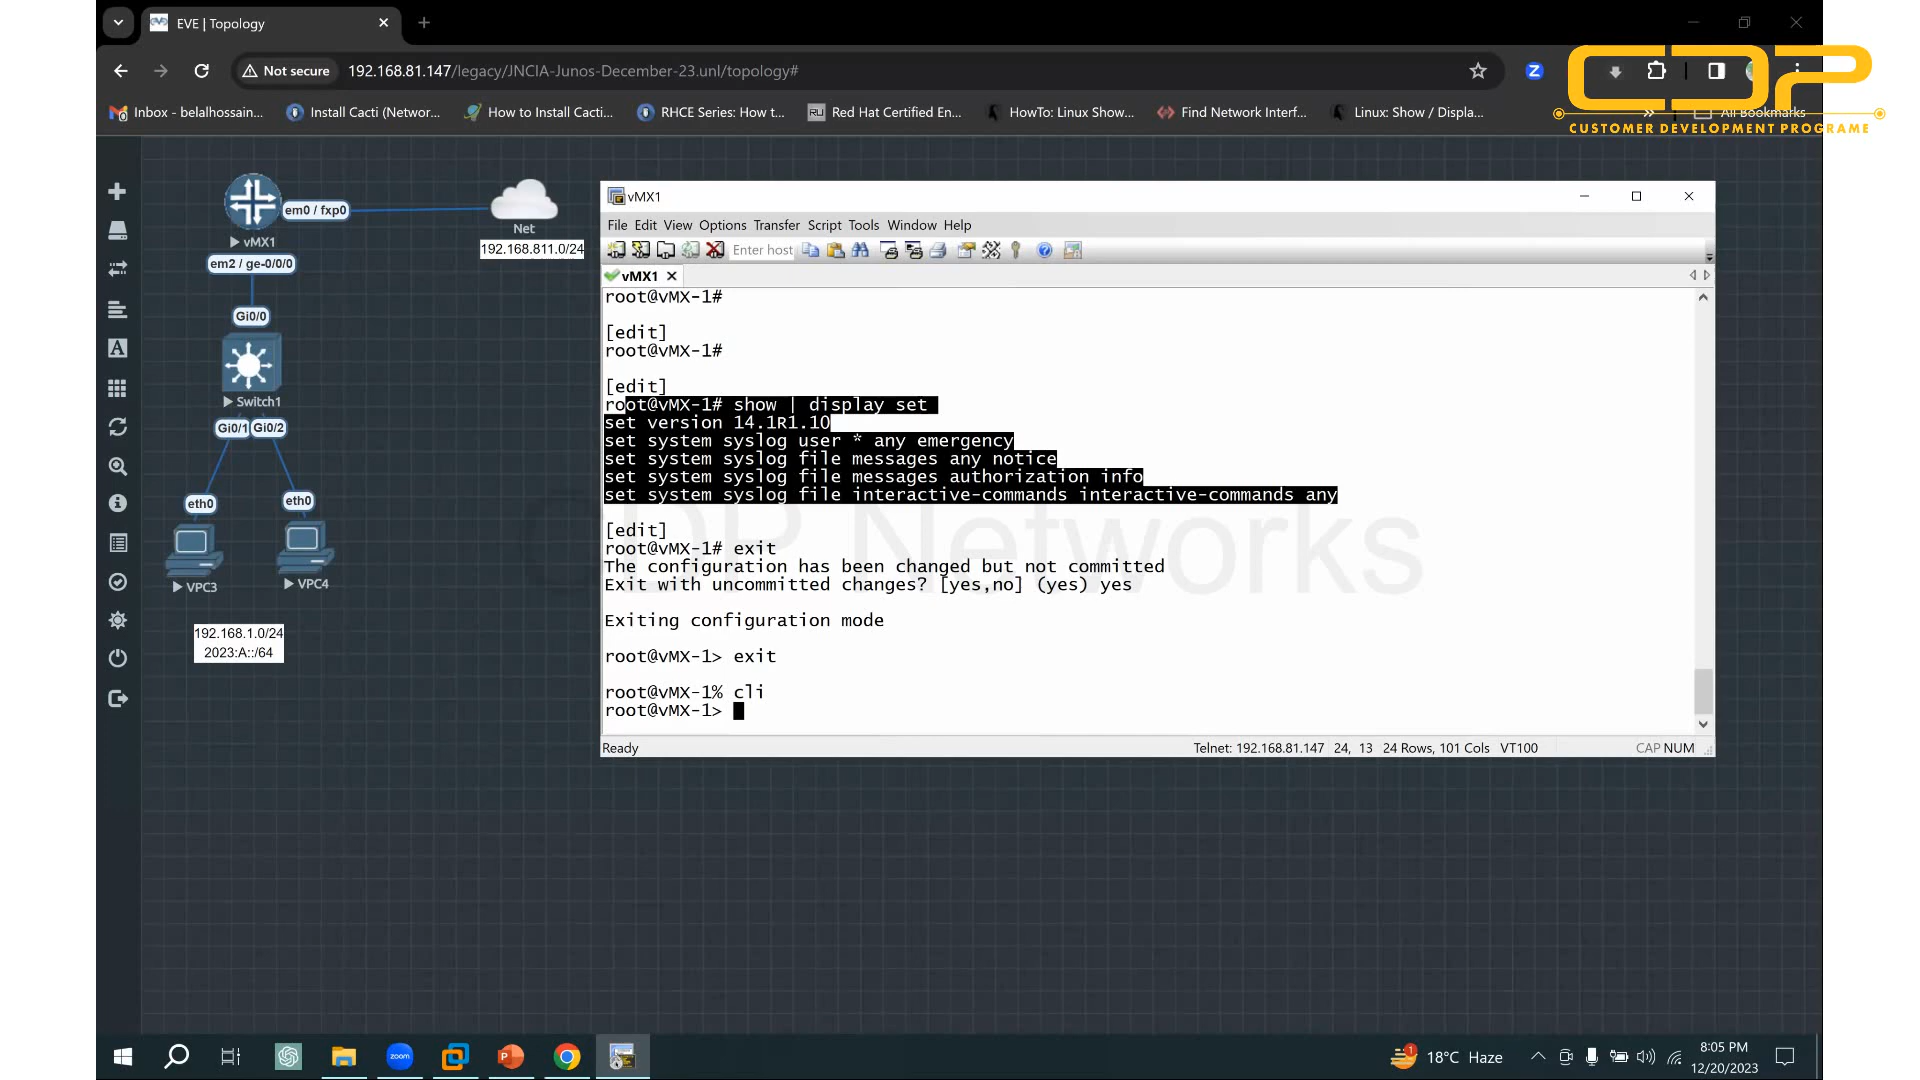 EVE | Topology
Not secure
192.168.81.147/legacy/JNCIA-Junos-December-23.unl/topology#
Inbox - belalhossain...
Install Cacti (Networ...
How to Install Cacti...
RHCE Series: How t...
Red Hat Certified En...
HowTo: Linux Show...
Find Network Interf...
Linux: Show / Displa...
All Bookmarks
CDP
CUSTOMER DEVELOPMENT PROGRAME
vMX1
em0 / fxp0
Net
192.168.811.0/24
em2 / ge-0/0/0
Gi0/0
Switch1
Gi0/1
Gi0/2
eth0
eth0
VPC3
VPC4
192.168.1.0/24
2023:A::/64
vMX1
File Edit View Options Transfer Script Tools Window Help
Enter host
vMX1
root@vMX-1#
[edit]
root@vMX-1#
[edit]
root@vMX-1# show | display set
set version 14.1R1.10
set system syslog user * any emergency
set system syslog file messages any notice
set system syslog file messages authorization info
set system syslog file interactive-commands interactive-commands any
[edit]
root@vMX-1# exit
The configuration has been changed but not committed
Exit with uncommitted changes? [yes,no] (yes) yes
Exiting configuration mode
root@vMX-1> exit
root@vMX-1% cli
root@vMX-1>
CDP Networks
Ready
Telnet: 192.168.81.147 24, 13 24 Rows, 101 Cols VT100
CAP NUM
zoom
1
18°C Haze
8:05 PM
12/20/2023